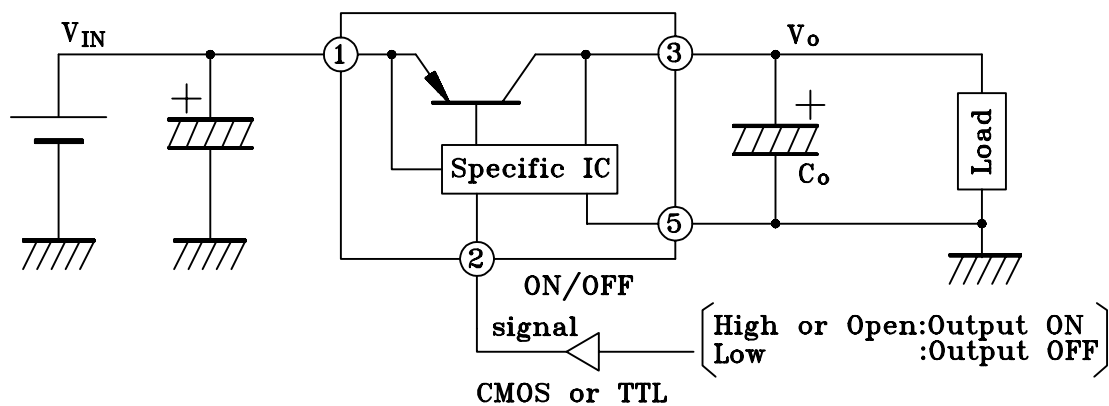 VIN
1
3
Vo
+
+
Specific IC
Co
Load
5
2
ON/OFF
signal
High or Open:Output ON
Low :Output OFF
CMOS or TTL